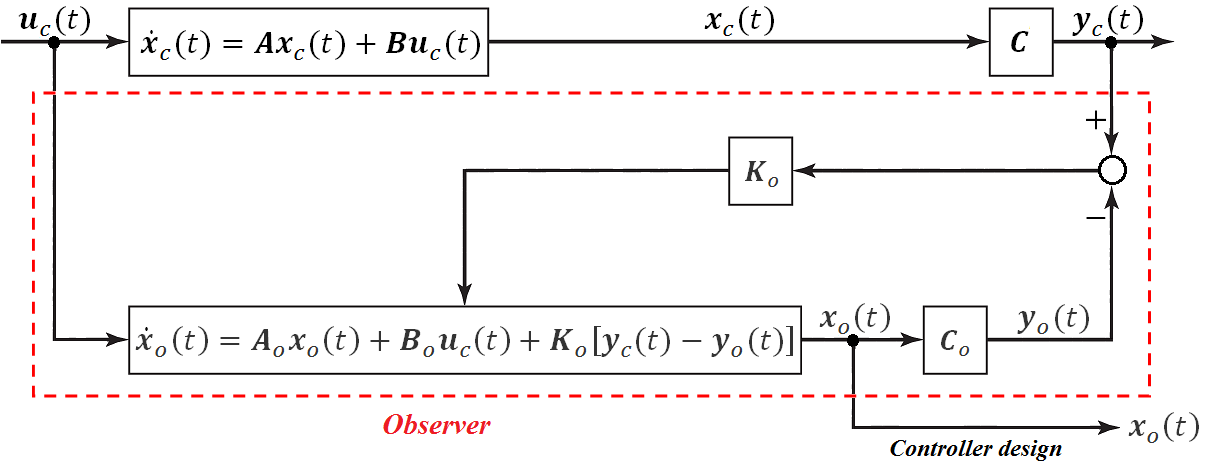 u_c(t)
ẋ_c(t) = Ax_c(t) + Bu_c(t)
x_c(t)
C
y_c(t)
+
K_o
−
ẋ_o(t) = A_o x_o(t) + B_o u_c(t) + K_o[y_c(t) − y_o(t)]
x_o(t)
C_o
y_o(t)
Observer
Controller design
x_o(t)